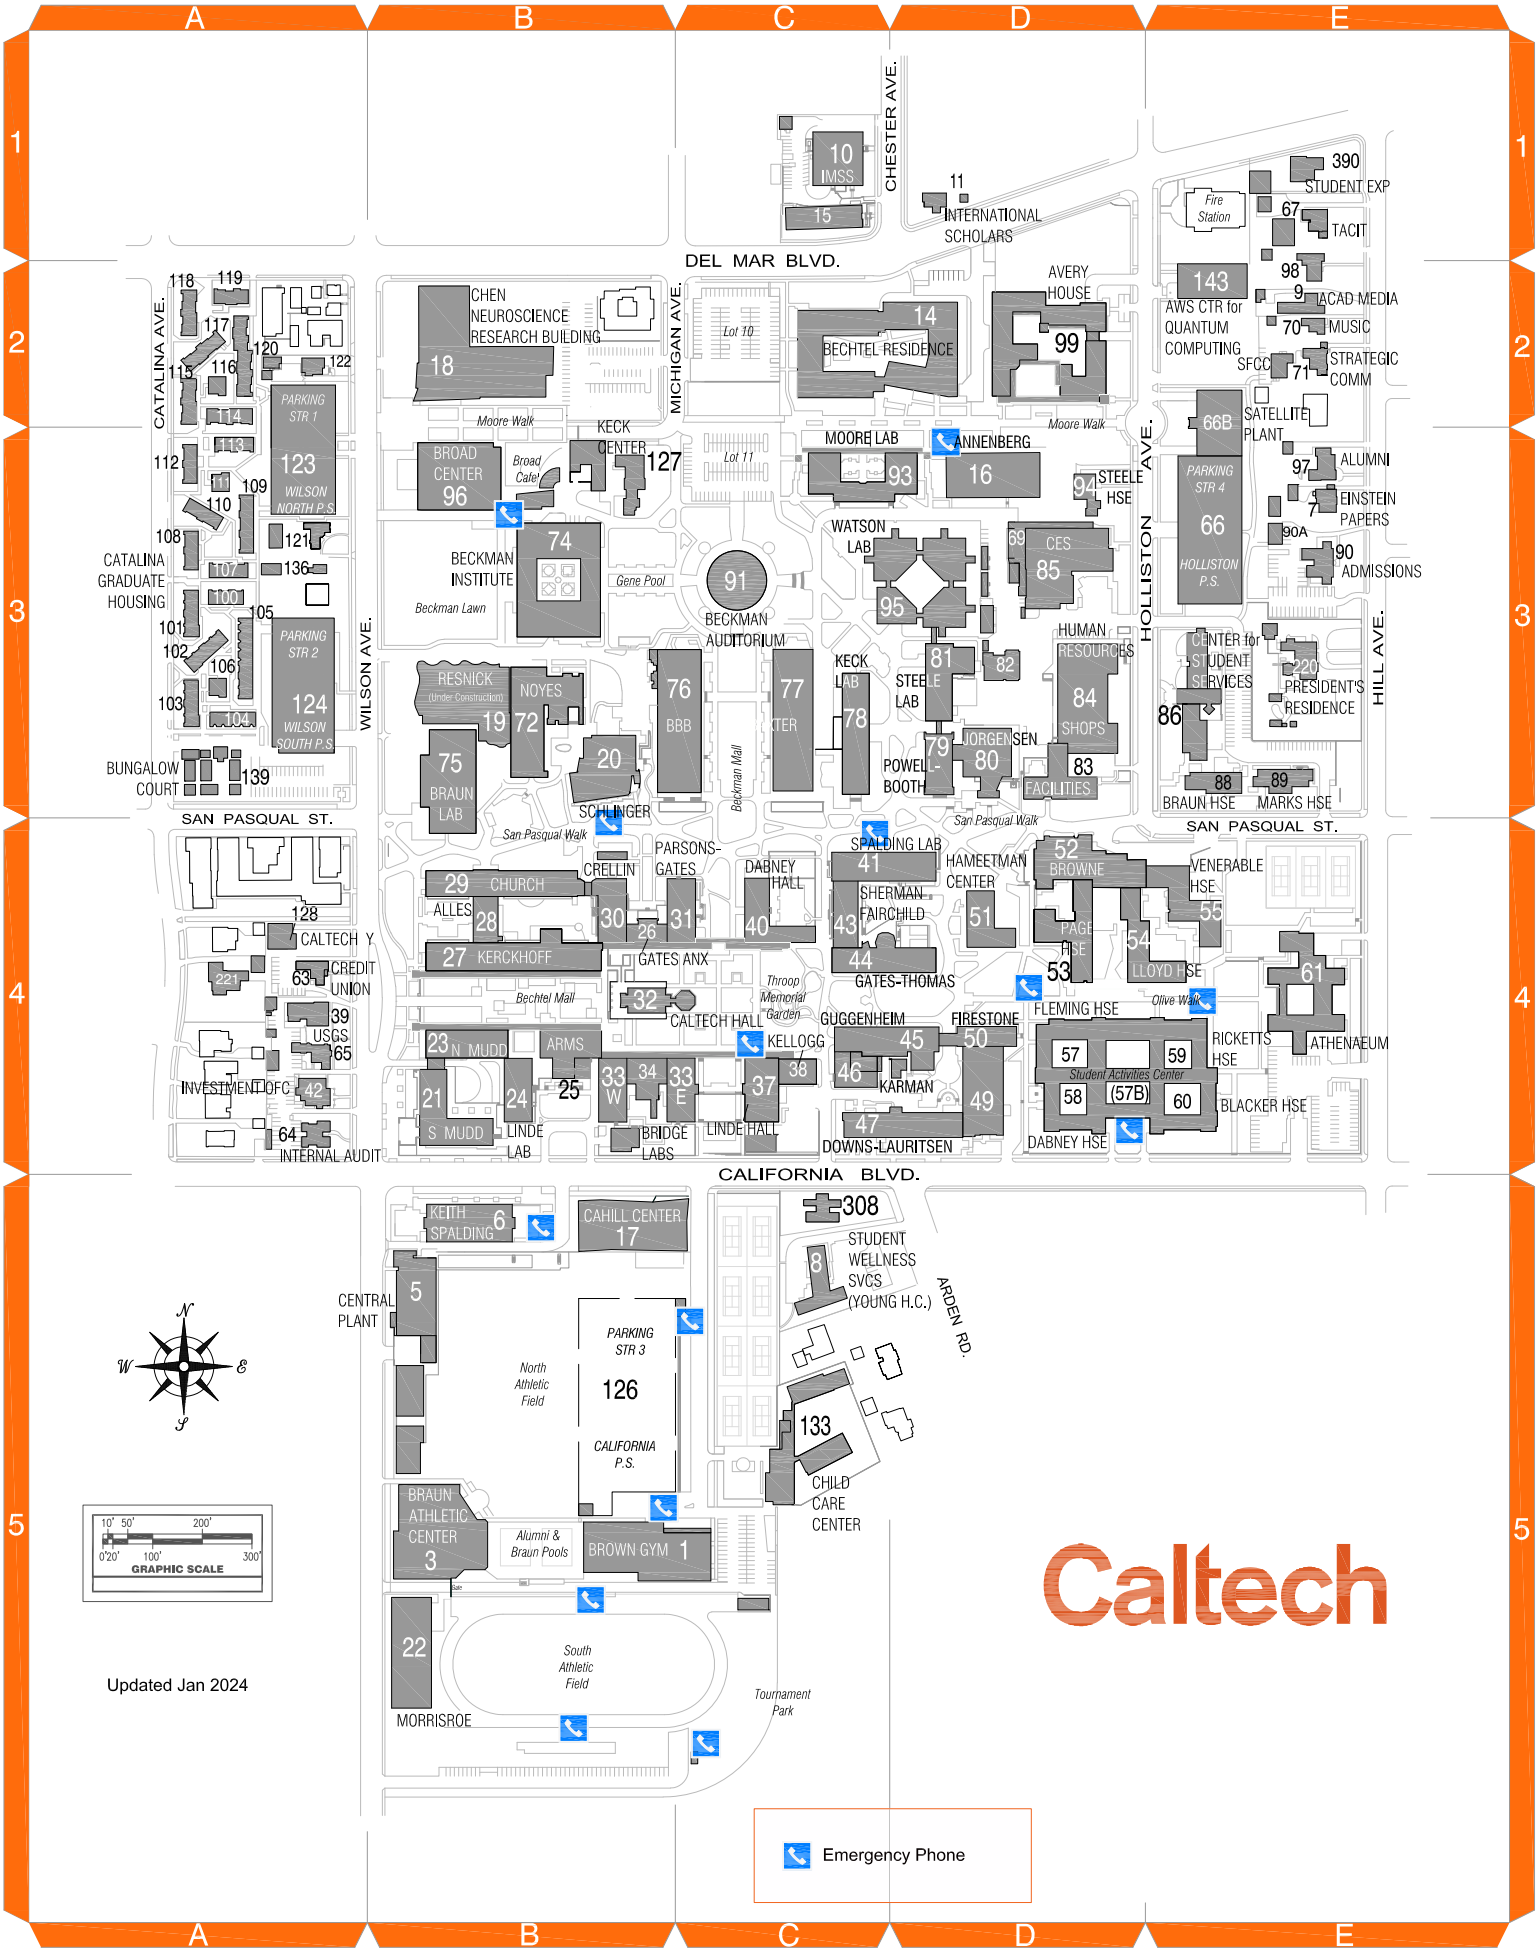 A B C D E
1 1
CHESTER AVE.
10
IMSS
15
11
INTERNATIONAL
SCHOLARS
Fire
Station
390
STUDENT EXP
67
TACIT
DEL MAR BLVD.
2 2
118
119
117
120
122
116
115
114
CATALINA AVE.
PARKING
STR 1
123
WILSON
NORTH P.S.
CHEN
NEUROSCIENCE
RESEARCH BUILDING
18
MICHIGAN AVE.
Lot 10
14
BECHTEL RESIDENCE
AVERY
HOUSE
99
143
AWS CTR for
QUANTUM
COMPUTING
98
9
ACAD MEDIA
70
MUSIC
SFCC
71
STRATEGIC
COMM
SATELLITE
PLANT
66B
Moore Walk
Moore Walk
3 3
113
112
111
110
109
108
121
107
136
100
CATALINA
GRADUATE
HOUSING
101
105
102
106
103
104
PARKING
STR 2
124
WILSON
SOUTH P.S.
WILSON AVE.
BUNGALOW
COURT
139
BROAD
CENTER
96
Broad
Cafe'
KECK
CENTER
127
Lot 11
MOORE LAB
93
ANNENBERG
16
94
STEELE
HSE
HOLLISTON AVE.
PARKING
STR 4
66
HOLLISTON
P.S.
97
ALUMNI
7
EINSTEIN
PAPERS
90A
90
ADMISSIONS
74
BECKMAN
INSTITUTE
Gene Pool
Beckman Lawn
91
BECKMAN
AUDITORIUM
WATSON
LAB
95
69
CES
85
HUMAN
RESOURCES
84
SHOPS
81
82
STEELE
LAB
KECK
LAB
78
77
76
BBB
Beckman Mall
RESNICK
(Under Construction)
19
NOYES
72
75
BRAUN
LAB
20
SCHLINGER
79
JORGENSEN
80
POWELL-
BOOTH
83
FACILITIES
CENTER for
STUDENT
SERVICES
86
220
PRESIDENT'S
RESIDENCE
HILL AVE.
88
BRAUN HSE
89
MARKS HSE
SAN PASQUAL ST.
SAN PASQUAL ST.
San Pasqual Walk
San Pasqual Walk
4 4
128
CALTECH Y
221
63
CREDIT
UNION
39
USGS
65
INVESTMENT OFC
42
64
INTERNAL AUDIT
29
CHURCH
ALLES
28
27
KERCKHOFF
CRELLIN
30
PARSONS-
GATES
31
26
GATES ANX
DABNEY
HALL
40
SPALDING LAB
41
SHERMAN
FAIRCHILD
43
44
GATES-THOMAS
HAMEETMAN
CENTER
51
52
BROWNE
PAGE
HSE
53
54
LLOYD HSE
VENERABLE
HSE
55
61
ATHENAEUM
Olive Walk
Bechtel Mall
32
CALTECH HALL
Throop
Memorial
Garden
GUGGENHEIM
45
FIRESTONE
50
FLEMING HSE
57
59
RICKETTS
HSE
Student Activities Center
58
(57B)
60
BLACKER HSE
DABNEY HSE
23
N MUDD
ARMS
25
21
24
S MUDD
LINDE
LAB
33
W
34
33
E
BRIDGE
LABS
KELLOGG
38
37
LINDE HALL
46
KARMAN
47
DOWNS-LAURITSEN
49
CALIFORNIA BLVD.
5 5
KEITH
SPALDING
6
CAHILL CENTER
17
308
8
STUDENT
WELLNESS
SVCS
(YOUNG H.C.)
ARDEN RD.
5
CENTRAL
PLANT
PARKING
STR 3
126
CALIFORNIA
P.S.
North
Athletic
Field
133
CHILD
CARE
CENTER
N
W E
S
BRAUN
ATHLETIC
CENTER
3
Alumni &
Braun Pools
BROWN GYM 1
Gate
10' 50' 200'
0'20' 100' 300'
GRAPHIC SCALE
22
MORRISROE
South
Athletic
Field
Tournament
Park
Caltech
Updated Jan 2024
Emergency Phone
A B C D E